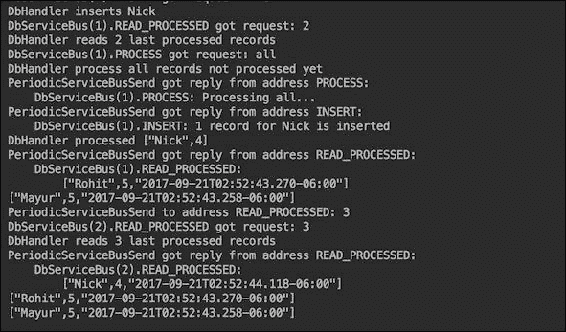 DbHandler inserts Nick
DbServiceBus(1).READ_PROCESSED got request: 2
DbHandler reads 2 last processed records
DbServiceBus(1).PROCESS got request: all
DbHandler process all records not processed yet
PeriodicServiceBusSend got reply from address PROCESS:
DbServiceBus(1).PROCESS: Processing all...
PeriodicServiceBusSend got reply from address INSERT:
DbServiceBus(1).INSERT: 1 record for Nick is inserted
DbHandler processed ["Nick",4]
PeriodicServiceBusSend got reply from address READ_PROCESSED:
DbServiceBus(1).READ_PROCESSED:
["Rohit",5,"2017-09-21T02:52:43.270-06:00"]
["Mayur",5,"2017-09-21T02:52:43.258-06:00"]
PeriodicServiceBusSend to address READ_PROCESSED: 3
DbServiceBus(2).READ_PROCESSED got request: 3
DbHandler reads 3 last processed records
PeriodicServiceBusSend got reply from address READ_PROCESSED:
DbServiceBus(2).READ_PROCESSED:
["Nick",4,"2017-09-21T02:52:44.118-06:00"]
["Rohit",5,"2017-09-21T02:52:43.270-06:00"]
["Mayur",5,"2017-09-21T02:52:43.258-06:00"]